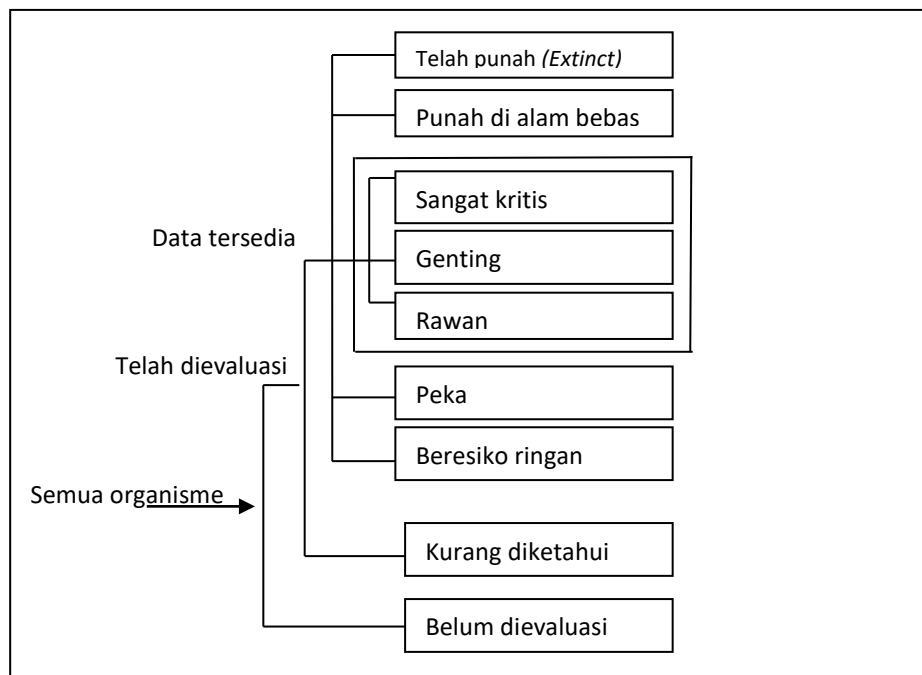 Telah punah (Extinct)
Punah di alam bebas
Sangat kritis
Data tersedia
Genting
Rawan
Telah dievaluasi
Peka
Beresiko ringan
Semua organisme
Kurang diketahui
Belum dievaluasi